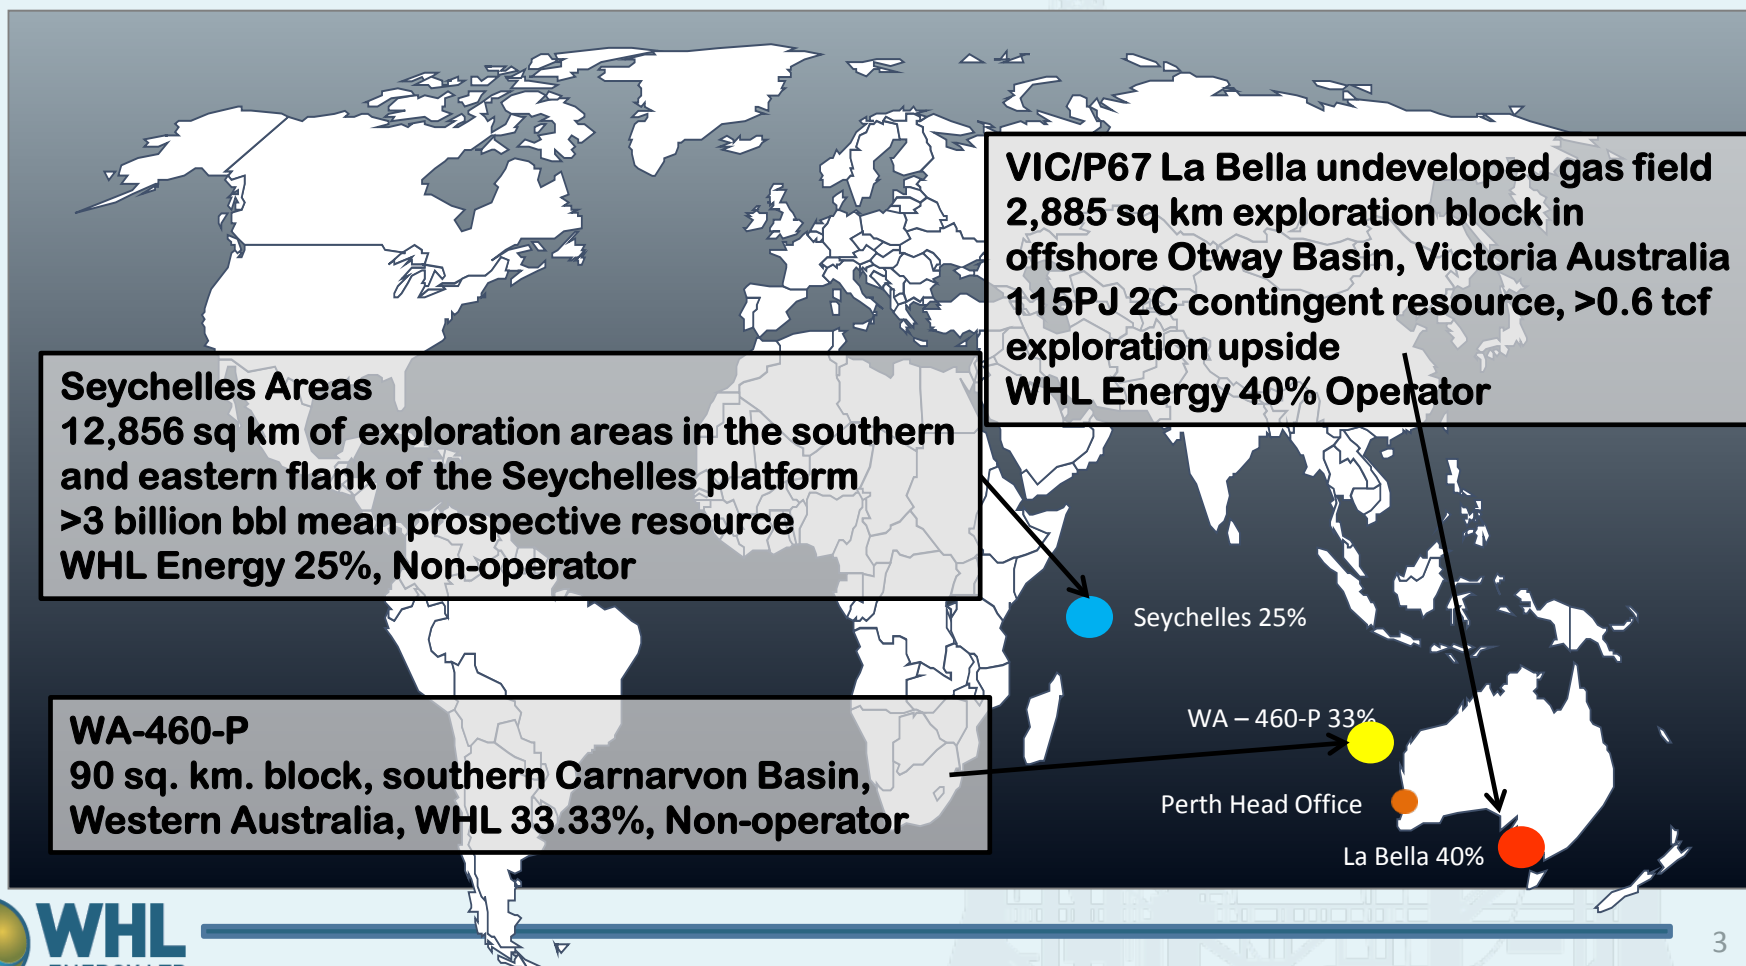 VIC/P67 La Bella undeveloped gas field
2,885 sq km exploration block in
offshore Otway Basin, Victoria Australia
115PJ 2C contingent resource, >0.6 tcf
exploration upside
WHL Energy 40% Operator
Seychelles Areas
12,856 sq km of exploration areas in the southern
and eastern flank of the Seychelles platform
>3 billion bbl mean prospective resource
WHL Energy 25%, Non-operator
Seychelles 25%
WA-460-P
90 sq. km. block, southern Carnarvon Basin,
Western Australia, WHL 33.33%, Non-operator
WA – 460-P 33%
Perth Head Office
La Bella 40%
WHL
ENERGY LTD
3